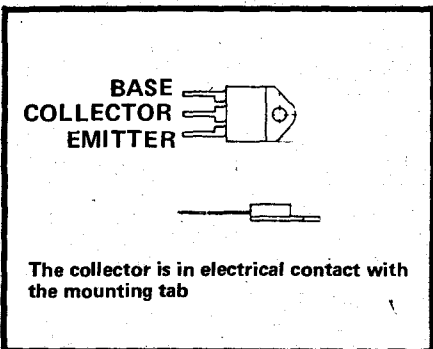 BASE
COLLECTOR
EMITTER
The collector is in electrical contact with
the mounting tab